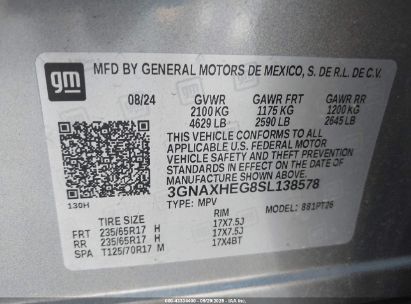 gm
MFD BY GENERAL MOTORS DE MEXICO, S. DE R.L. DE C.V.
08/24 GVWR GAWR FRT GAWR RR
2100 KG 1175 KG 1200 KG
4629 LB 2590 LB 2645 LB
THIS VEHICLE CONFORMS TO ALL
APPLICABLE U.S. FEDERAL MOTOR
VEHICLE SAFETY, BUMPER, AND THEFT
PREVENTION STANDARDS IN EFFECT ON
THE DATE OF MANUFACTURE SHOWN ABOVE.
3GNAXHEG8SL138578
130H TYPE: MPV MODEL: 881PT26
RIM
FRT 235/65R17 H 17X7.5J
RR 235/65R17 H 17X7.5J
SPA T125/70R17 M 17X4BT